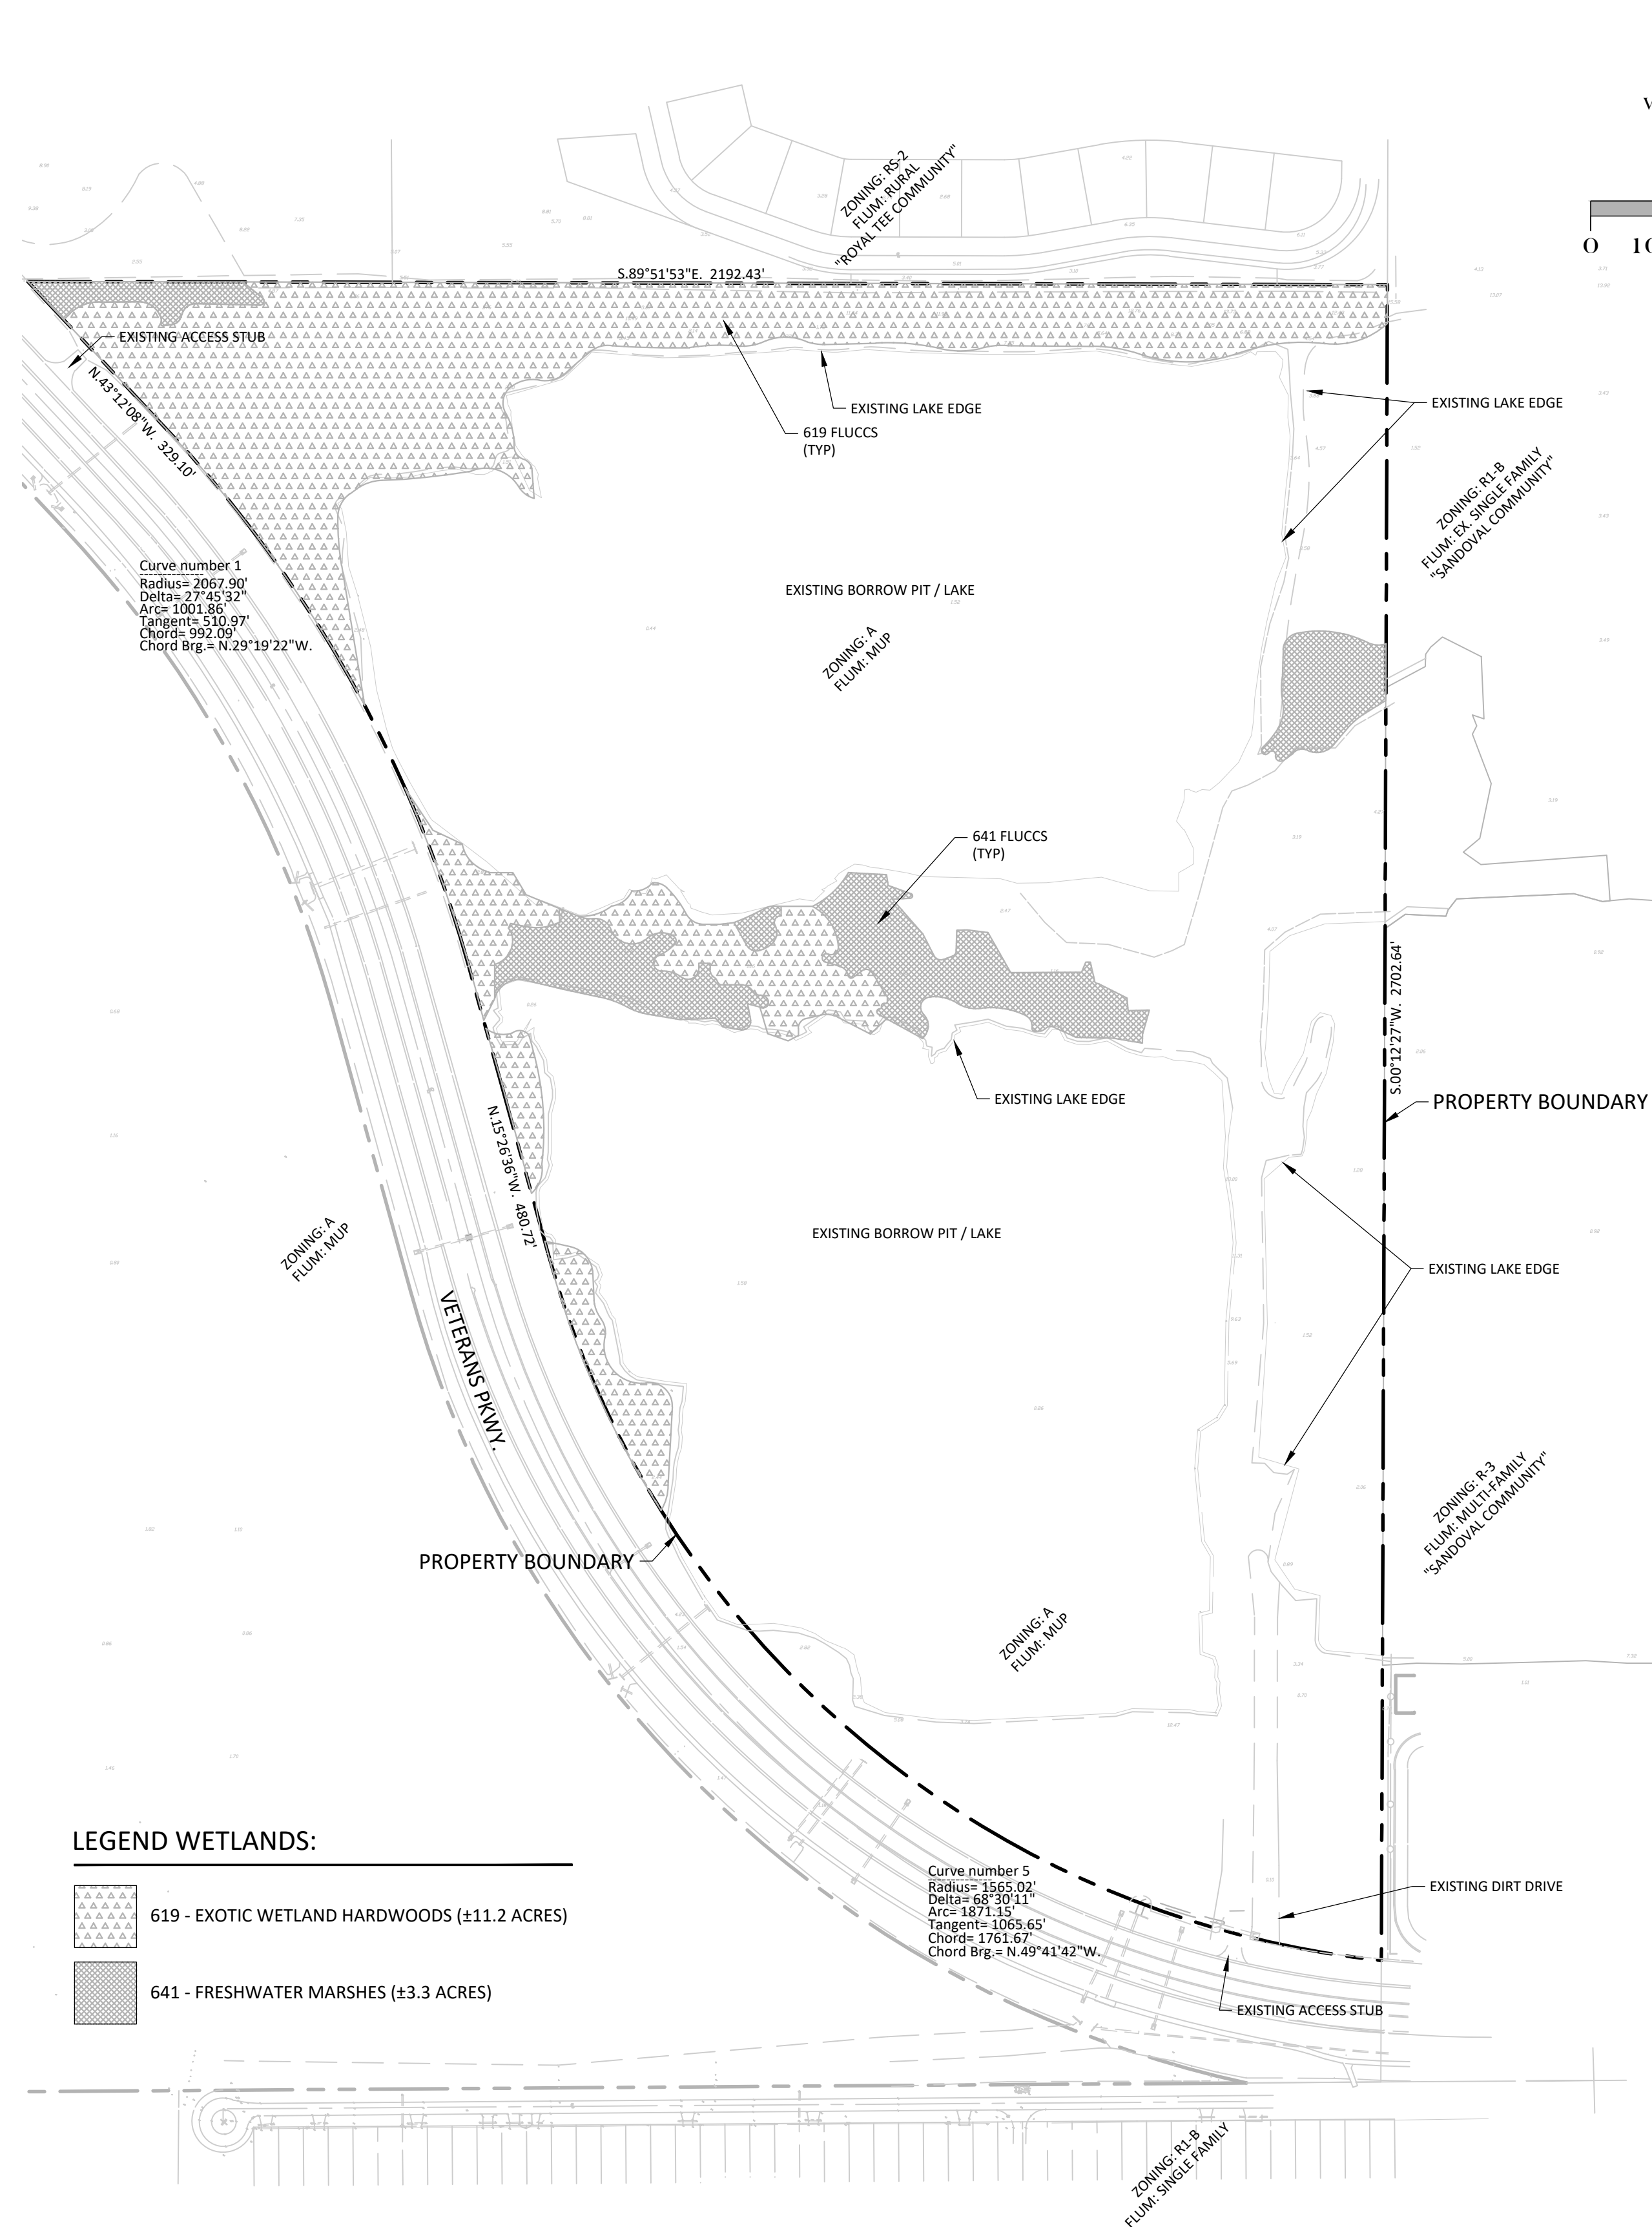 V
0 10
ZONING: RS-2
FLUM: RURAL
"ROYAL TEE COMMUNITY"
S.89°51'53"E. 2192.43'
EXISTING ACCESS STUB
N.43°12'08"W. 329.10'
EXISTING LAKE EDGE
619 FLUCCS
(TYP)
EXISTING LAKE EDGE
ZONING: R1-B
FLUM: EX. SINGLE FAMILY
"SANDOVAL COMMUNITY"
Curve number 1
Radius= 2067.90'
Delta= 27°45'32"
Arc= 1001.86'
Tangent= 510.97'
Chord= 992.09'
Chord Brg.= N.29°19'22"W.
EXISTING BORROW PIT / LAKE
ZONING: A
FLUM: MUP
641 FLUCCS
(TYP)
S.00°12'27"W. 2702.64'
EXISTING LAKE EDGE
PROPERTY BOUNDARY
N.15°26'36"W. 480.72'
ZONING: A
FLUM: MUP
EXISTING BORROW PIT / LAKE
EXISTING LAKE EDGE
VETERANS PKWY.
ZONING: R-3
FLUM: MULTI-FAMILY
"SANDOVAL COMMUNITY"
PROPERTY BOUNDARY
ZONING: A
FLUM: MUP
LEGEND WETLANDS:
619 - EXOTIC WETLAND HARDWOODS (±11.2 ACRES)
641 - FRESHWATER MARSHES (±3.3 ACRES)
Curve number 5
Radius= 1565.02'
Delta= 68°30'11"
Arc= 1871.15'
Tangent= 1065.65'
Chord= 1761.67'
Chord Brg.= N.49°41'42"W.
EXISTING DIRT DRIVE
EXISTING ACCESS STUB
ZONING: R1-B
FLUM: SINGLE FAMILY